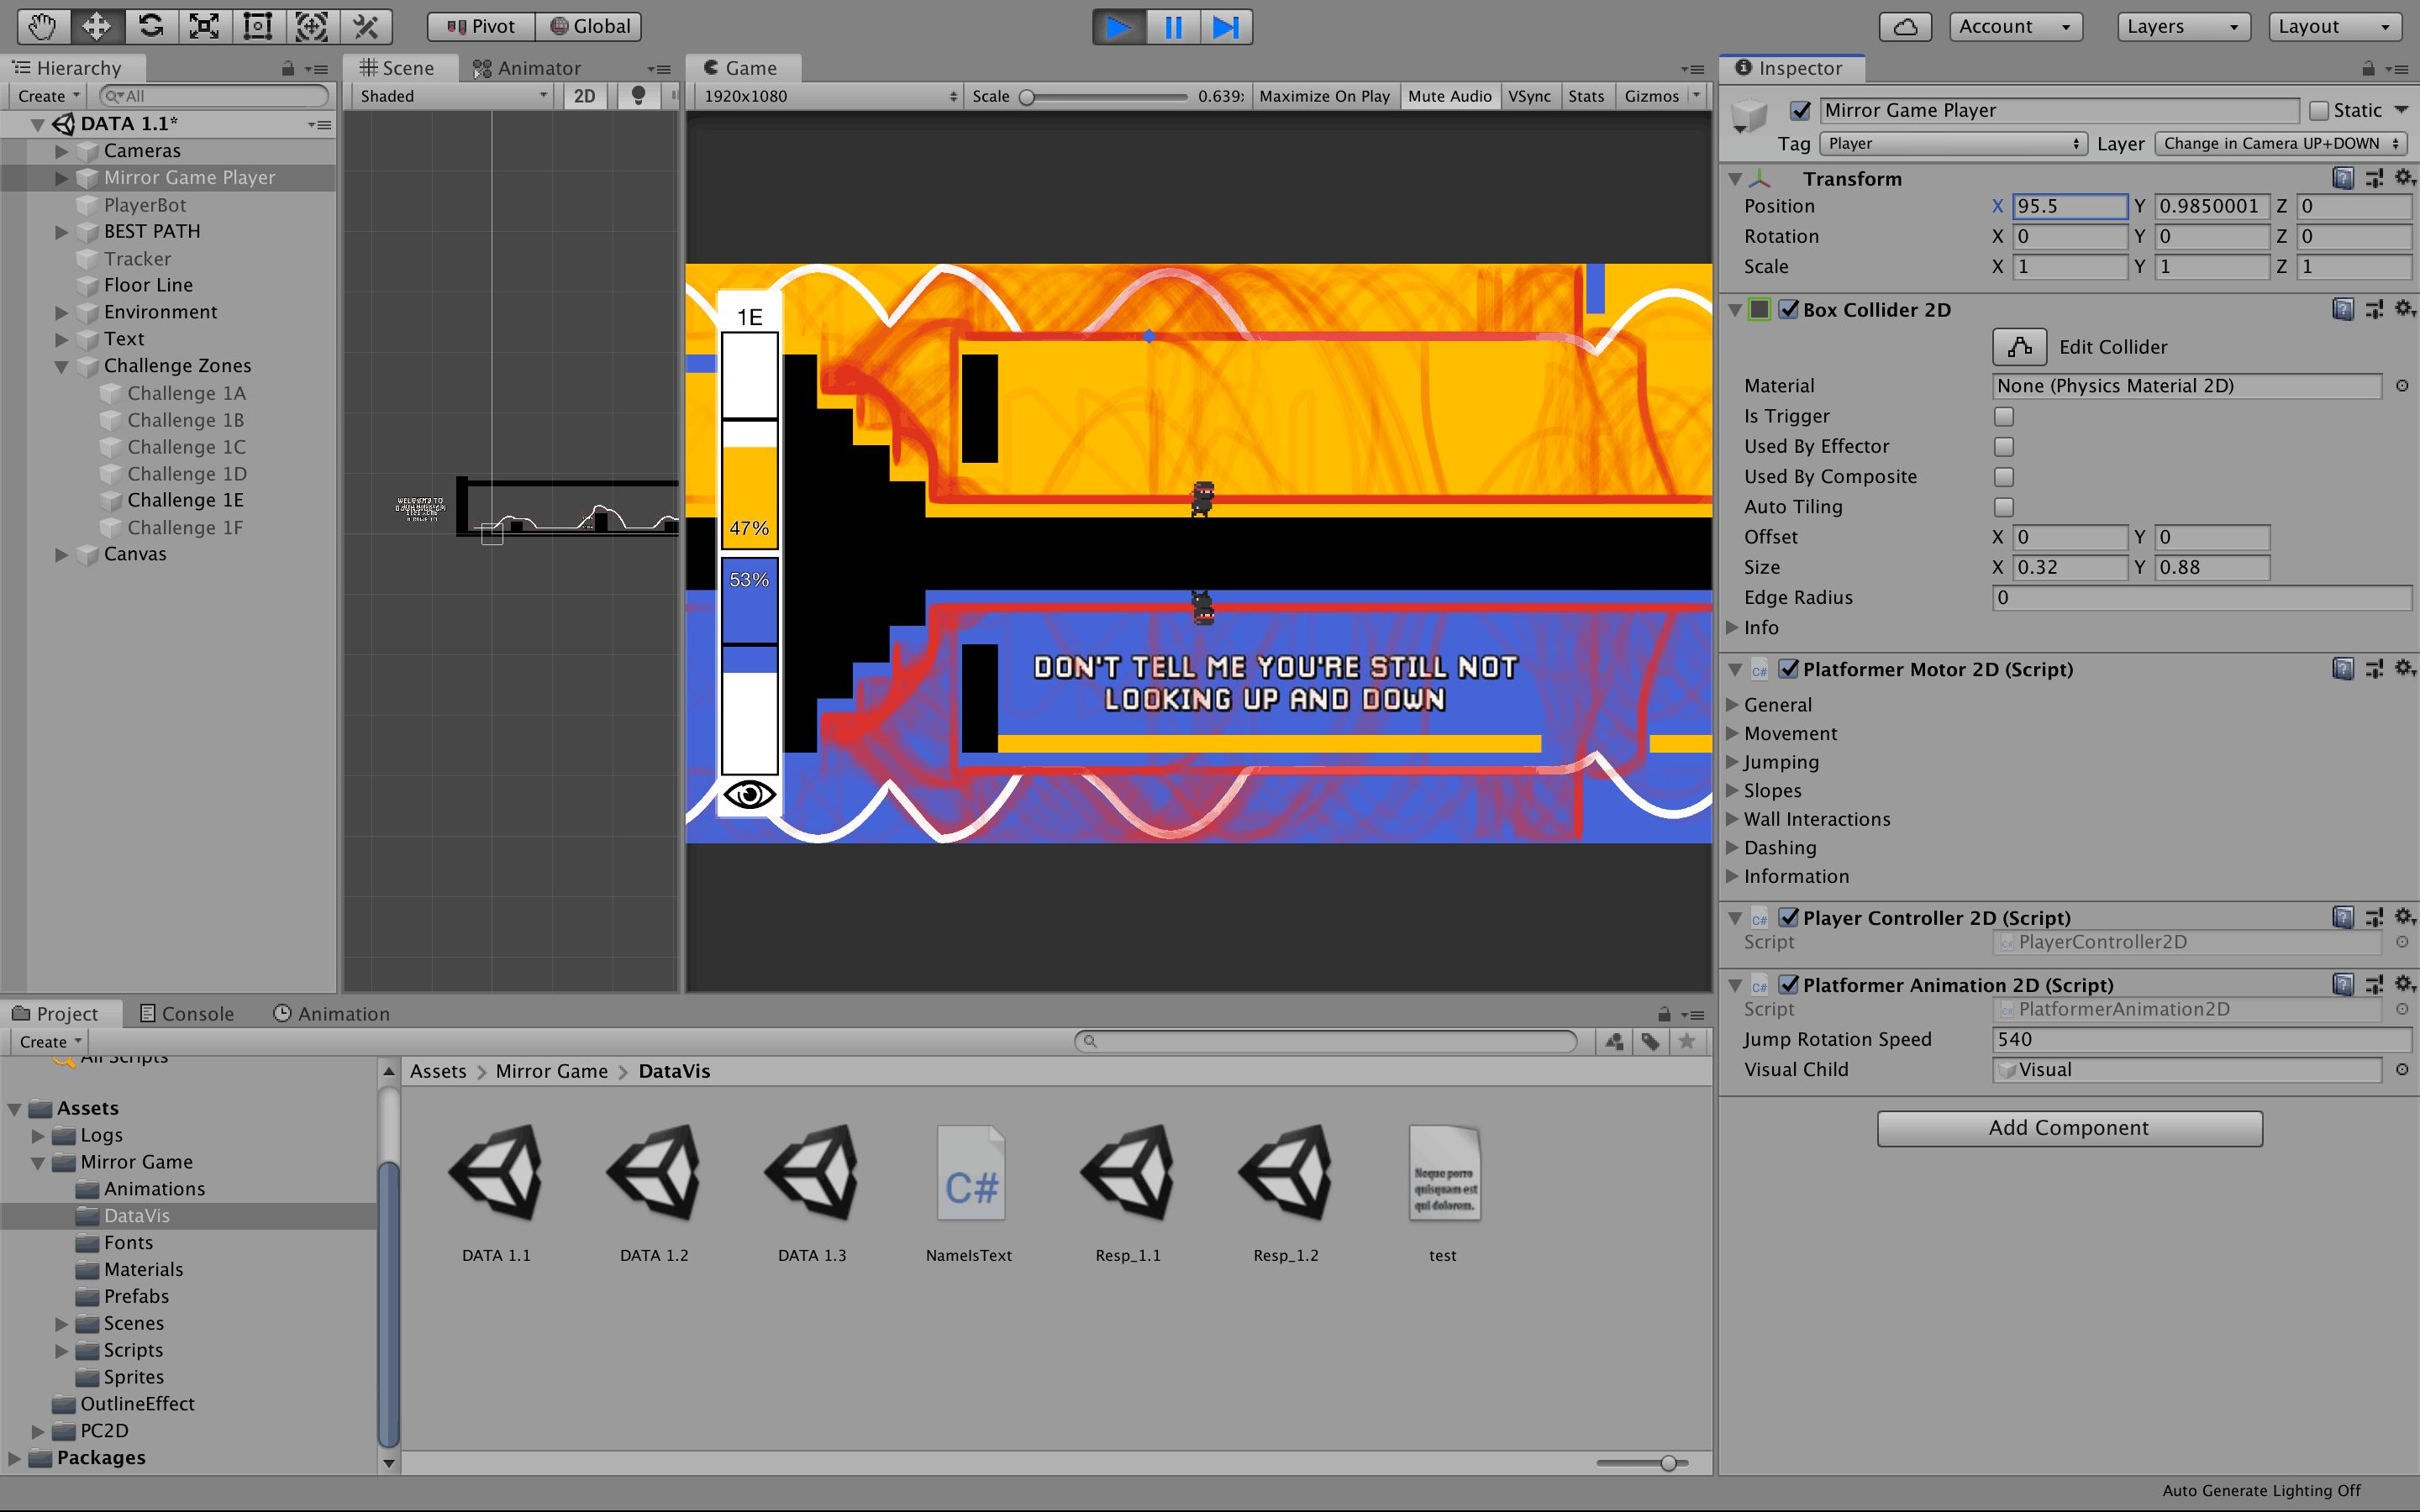 Pivot Global Account Layers Layout
Hierarchy Scene Animator Game Inspector
Create All Shaded 2D 1920x1080 Scale 0.639 Maximize On Play Mute Audio VSync Stats Gizmos
DATA 1.1*
Cameras
Mirror Game Player
PlayerBot
BEST PATH
Tracker
Floor Line
Environment
Text
Challenge Zones
Challenge 1A
Challenge 1B
Challenge 1C
Challenge 1D
Challenge 1E
Challenge 1F
Canvas
WELCOME TO
1E
47%
53%
DON'T TELL ME YOU'RE STILL NOT
LOOKING UP AND DOWN
Mirror Game Player Static
Tag Player Layer Change in Camera UP+DOWN
Transform
Position X 95.5 Y 0.9850001 Z 0
Rotation X 0 Y 0 Z 0
Scale X 1 Y 1 Z 1
Box Collider 2D
Edit Collider
Material None (Physics Material 2D)
Is Trigger
Used By Effector
Used By Composite
Auto Tiling
Offset X 0 Y 0
Size X 0.32 Y 0.88
Edge Radius 0
Info
Platformer Motor 2D (Script)
General
Movement
Jumping
Slopes
Wall Interactions
Dashing
Information
C# Player Controller 2D (Script)
Script PlayerController2D
C# Platformer Animation 2D (Script)
Script PlatformerAnimation2D
Jump Rotation Speed 540
Visual Child Visual
Add Component
Project Console Animation
Create
All Scripts
Assets
Logs
Mirror Game
Animations
DataVis
Fonts
Materials
Prefabs
Scenes
Scripts
Sprites
OutlineEffect
PC2D
Packages
Assets > Mirror Game > DataVis
C#
Neque porro
quisquam est
qui dolorem.
DATA 1.1 DATA 1.2 DATA 1.3 NameIsText Resp_1.1 Resp_1.2 test
Auto Generate Lighting Off